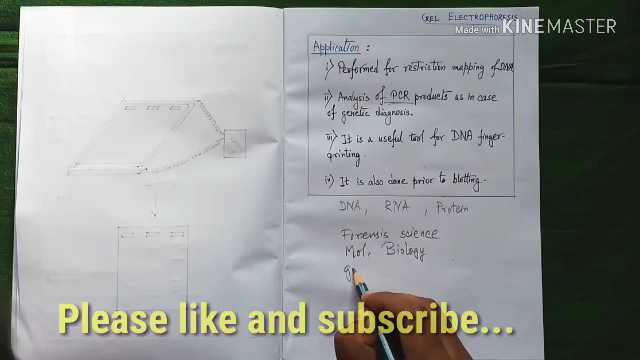 GEL ELECTROPHORESIS
Made with KINEMASTER
Application :
i) Performed for restriction mapping of DNA
ii) Analysis of PCR products as in case
of genetic diagnosis.
iii) It is a useful tool for DNA finger-
printing.
iv) It is also done prior to blotting.
DNA, RNA, Protein
Forensis science
Mol. Biology
ge
Please like and subscribe...